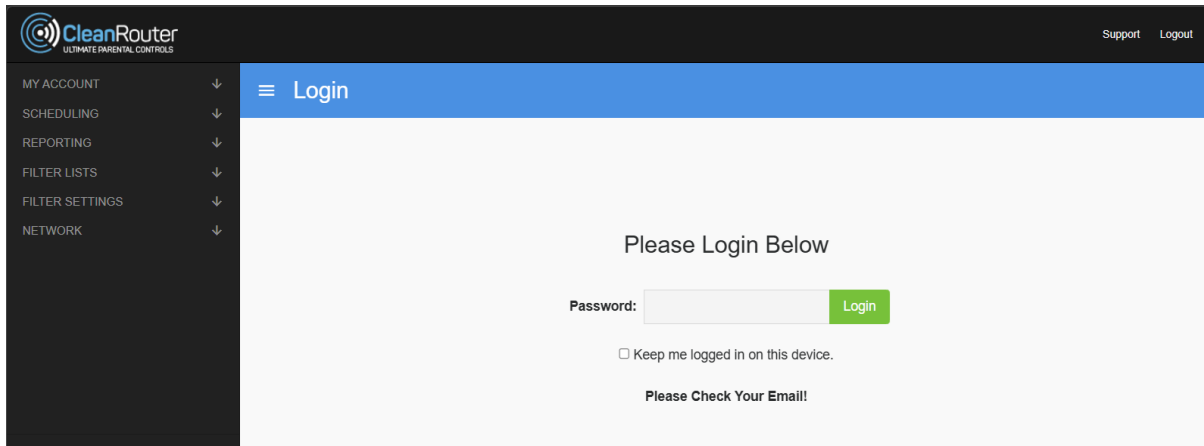 CleanRouter
ULTIMATE PARENTAL CONTROLS
Support Logout
MY ACCOUNT
SCHEDULING
REPORTING
FILTER LISTS
FILTER SETTINGS
NETWORK
Login
Please Login Below
Password: Login
Keep me logged in on this device.
Please Check Your Email!